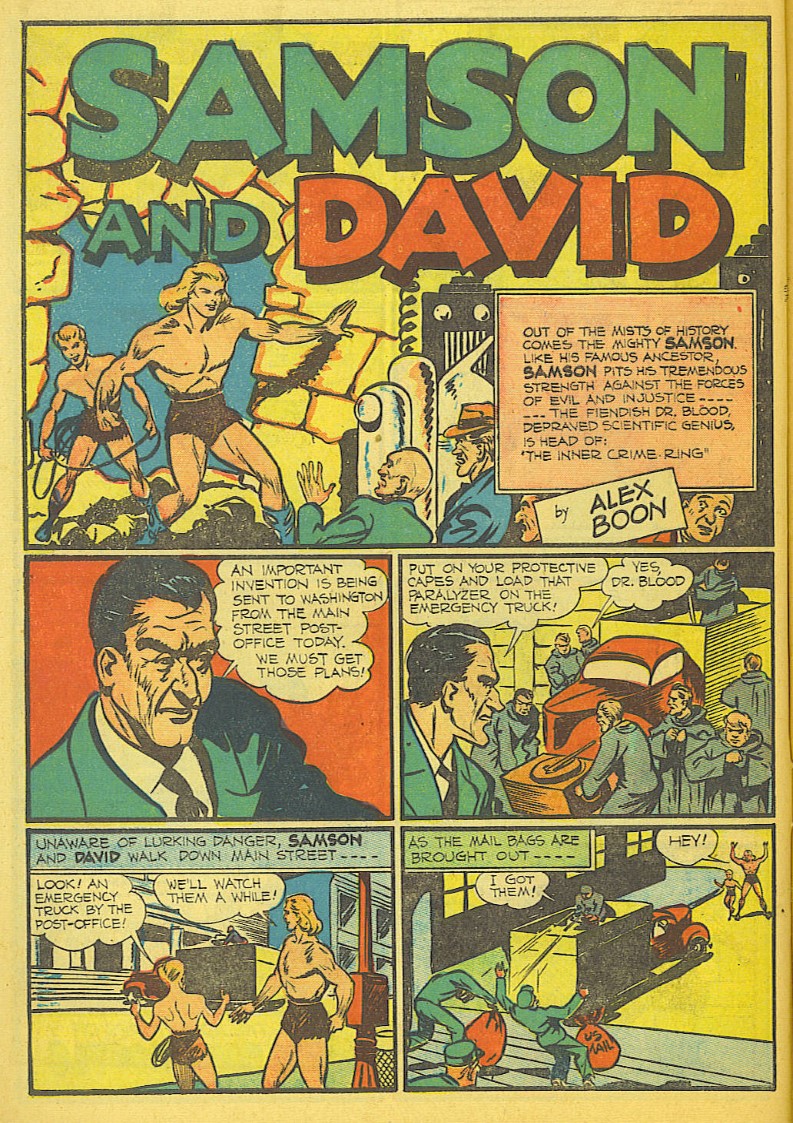 SAMSON
AND DAVID
OUT OF THE MISTS OF HISTORY
COMES THE MIGHTY SAMSON.
LIKE HIS FAMOUS ANCESTOR,
SAMSON PITS HIS TREMENDOUS
STRENGTH AGAINST THE FORCES
OF EVIL AND INJUSTICE ----
--- THE FIENDISH DR. BLOOD,
DEPRAVED SCIENTIFIC GENIUS,
IS HEAD OF:
"THE INNER CRIME-RING"
by ALEX
BOON
AN IMPORTANT
INVENTION IS BEING
SENT TO WASHINGTON
FROM THE MAIN
STREET POST-
OFFICE TODAY.
WE MUST GET
THOSE PLANS!
PUT ON YOUR PROTECTIVE
CAPES AND LOAD THAT
PARALYZER ON THE
EMERGENCY TRUCK!
YES,
DR. BLOOD
UNAWARE OF LURKING DANGER, SAMSON
AND DAVID WALK DOWN MAIN STREET ----
LOOK! AN
EMERGENCY
TRUCK BY THE
POST-OFFICE!
WE'LL WATCH
THEM A WHILE!
AS THE MAIL BAGS ARE
BROUGHT OUT ----
I GOT
THEM!
HEY!
US
MAIL